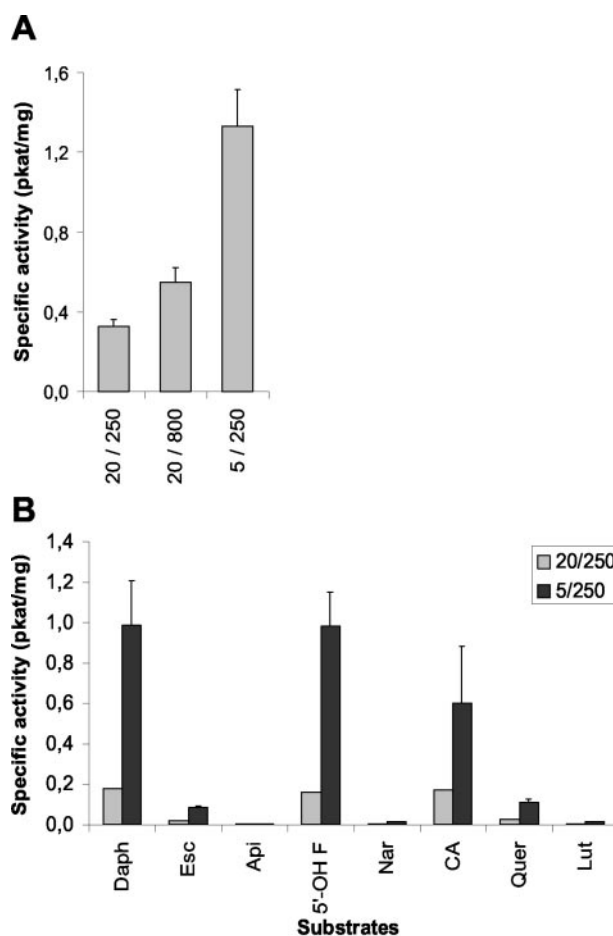 A
Specific activity (pkat/mg)
1,6
1,2
0,8
0,4
0,0
20 / 250
20 / 800
5 / 250
B
Specific activity (pkat/mg)
1,4
1,2
1,0
0,8
0,6
0,4
0,2
0,0
20/250
5/250
Daph
Esc
Api
5'-OH F
Nar
CA
Quer
Lut
Substrates